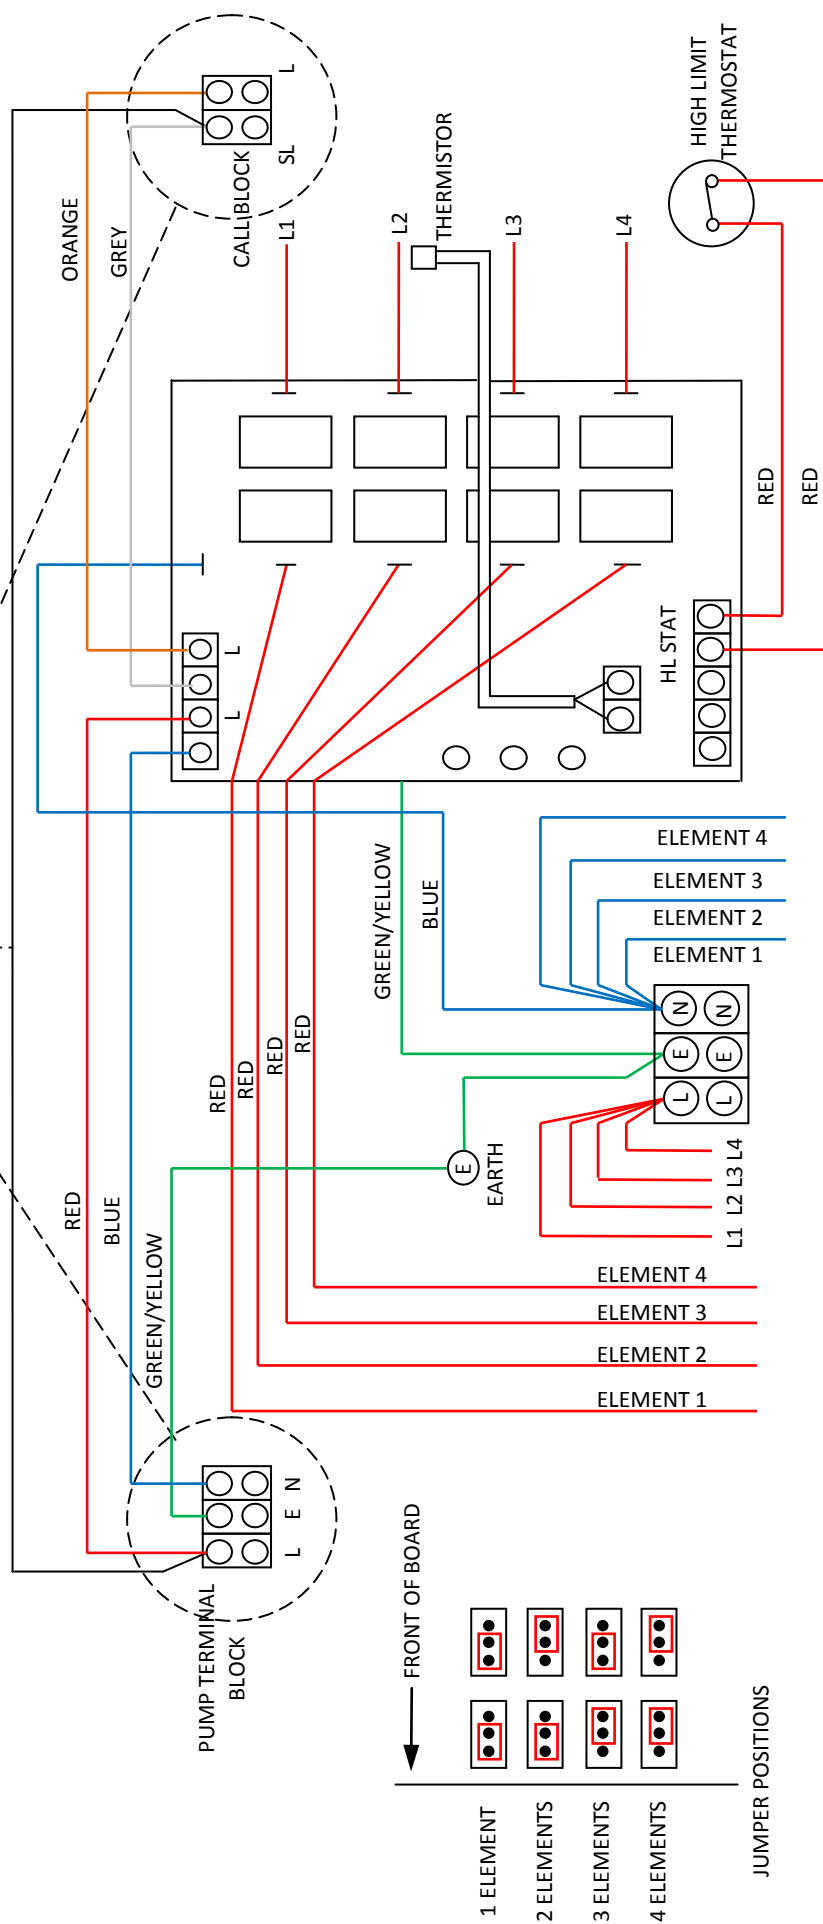 L
SL
CALL BLOCK
ORANGE
GREY
L1
L2
THERMISTOR
L3
L4
HIGH LIMIT
THERMOSTAT
RED
RED
L
L
HL STAT
ELEMENT 4
ELEMENT 3
ELEMENT 2
ELEMENT 1
GREEN/YELLOW
BLUE
N
N
E
E
L
L
RED
RED
RED
RED
E
EARTH
L1
L2
L3
L4
RED
BLUE
GREEN/YELLOW
ELEMENT 4
ELEMENT 3
ELEMENT 2
ELEMENT 1
N
E
L
PUMP TERMINAL
BLOCK
FRONT OF BOARD
1 ELEMENT
2 ELEMENTS
3 ELEMENTS
4 ELEMENTS
JUMPER POSITIONS